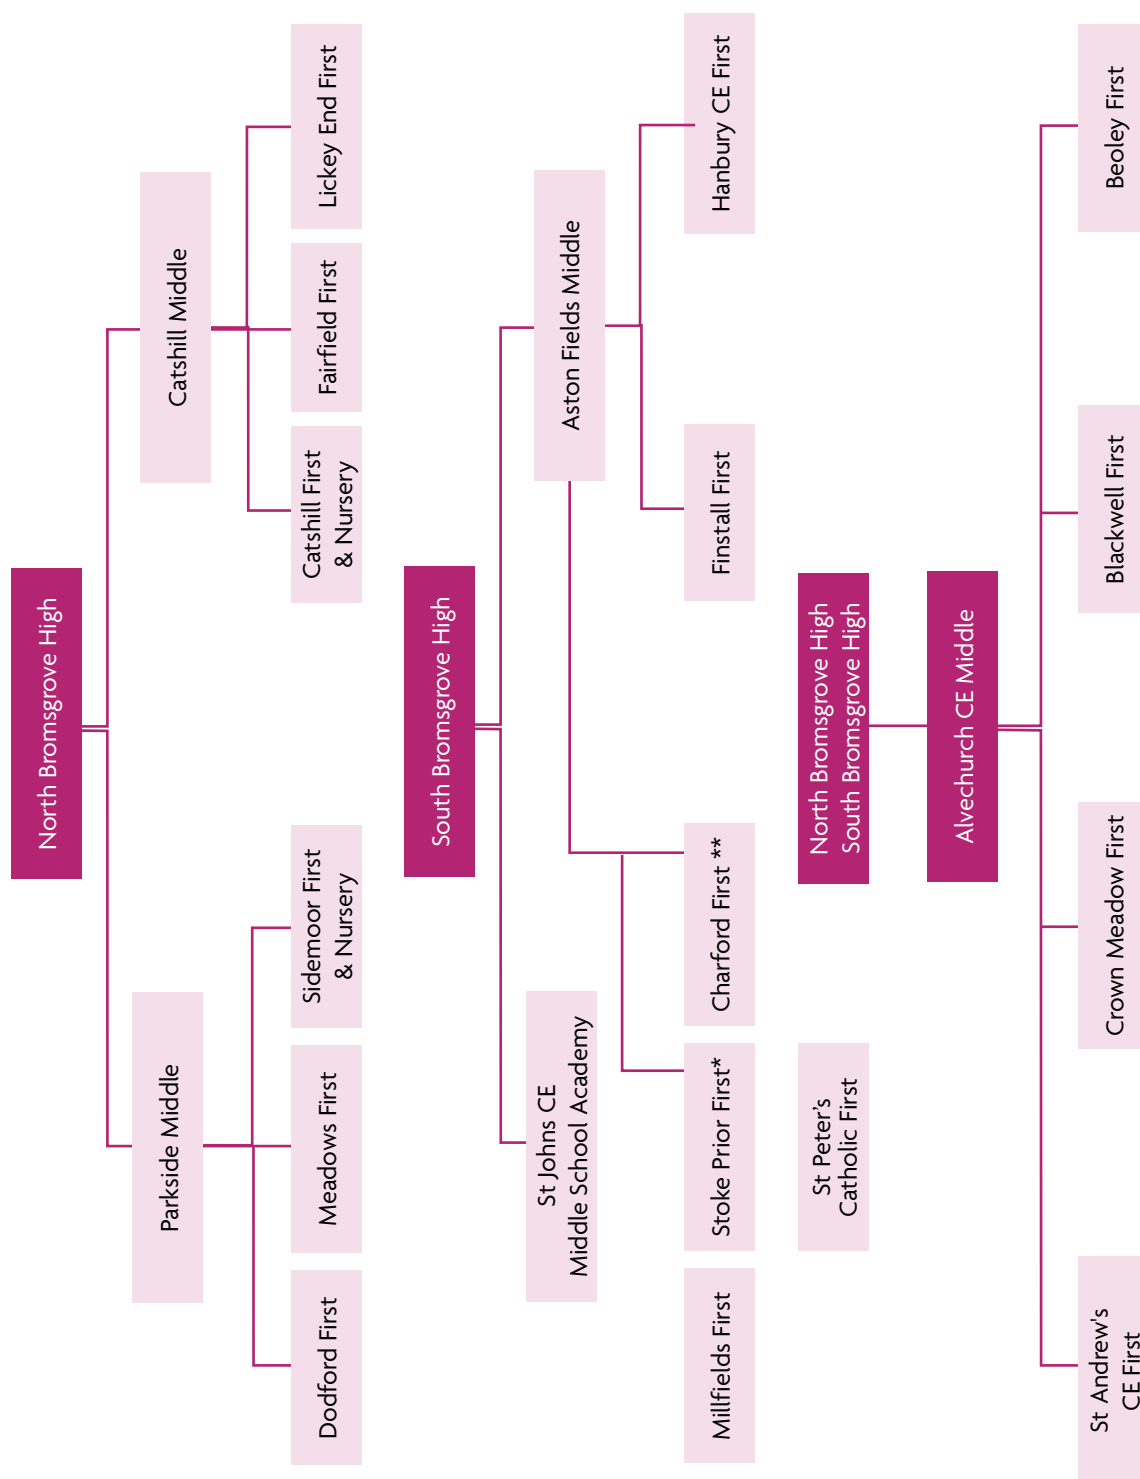 North Bromsgrove High
Parkside Middle
Catshill Middle
Dodford First
Meadows First
Sidemoor First
& Nursery
Catshill First
& Nursery
Fairfield First
Lickey End First
South Bromsgrove High
St Johns CE
Middle School Academy
Aston Fields Middle
Millfields First
Stoke Prior First*
Charford First **
Finstall First
Hanbury CE First
St Peter's
Catholic First
North Bromsgrove High
South Bromsgrove High
Alvechurch CE Middle
St Andrew's
CE First
Crown Meadow First
Blackwell First
Beoley First